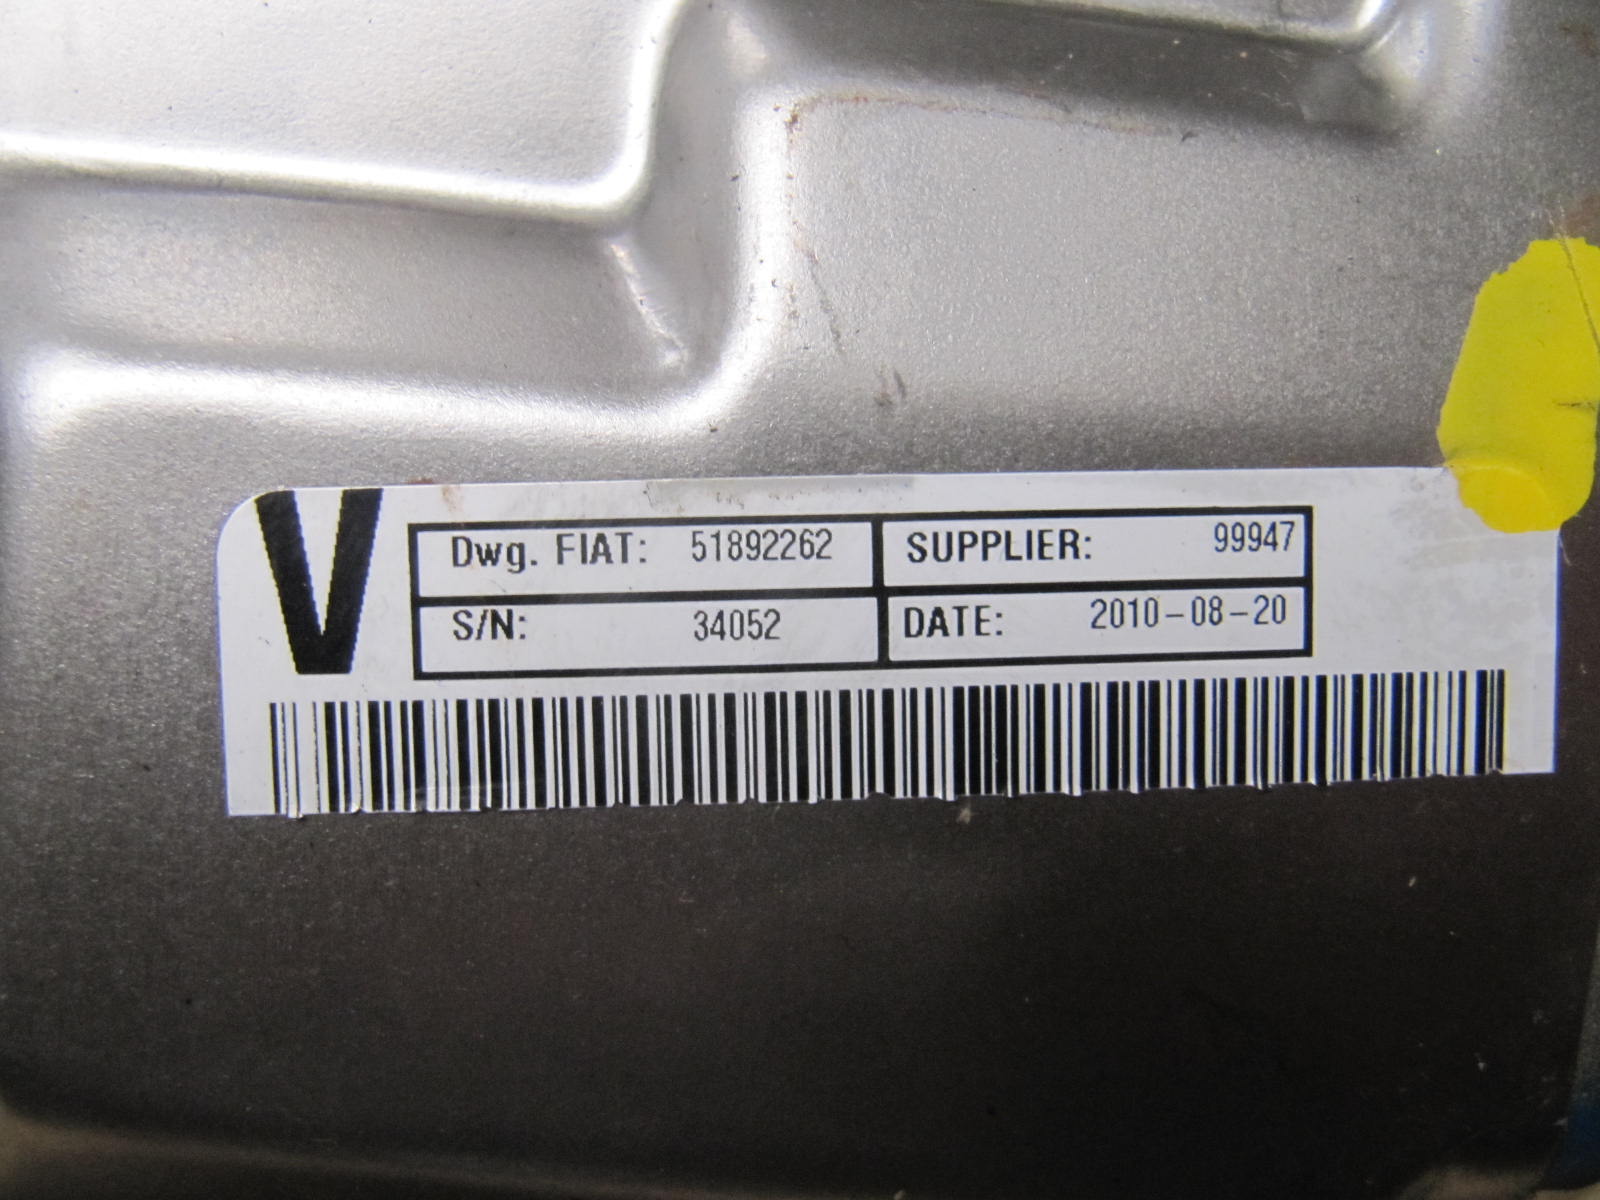 V
Dwg. FIAT: 51892262 SUPPLIER: 99947
S/N: 34052 DATE: 2010-08-20